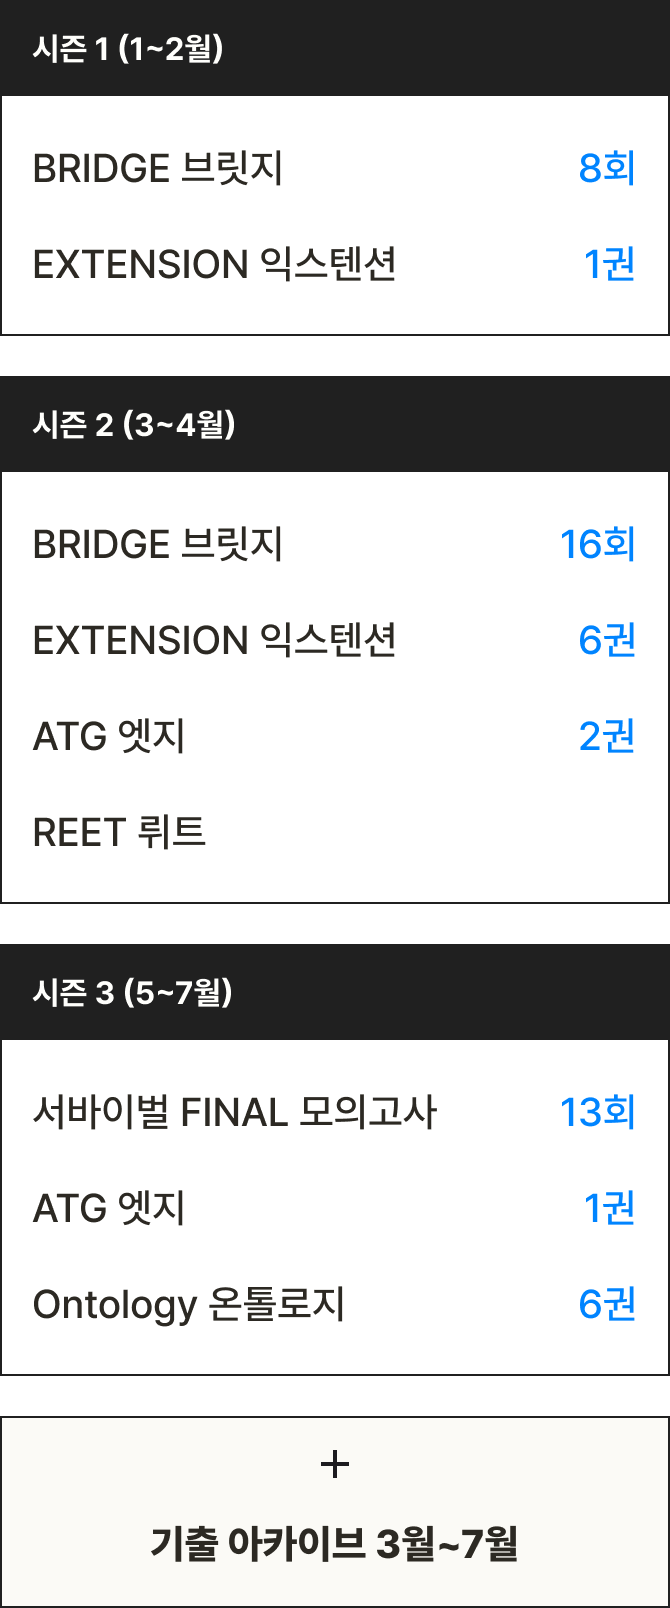 시즌 1 (1~2월)
BRIDGE 브릿지 8회
EXTENSION 익스텐션 1권
시즌 2 (3~4월)
BRIDGE 브릿지 16회
EXTENSION 익스텐션 6권
ATG 엣지 2권
REET 뤼트
시즌 3 (5~7월)
서바이벌 FINAL 모의고사 13회
ATG 엣지 1권
Ontology 온톨로지 6권
+
기출 아카이브 3월~7월